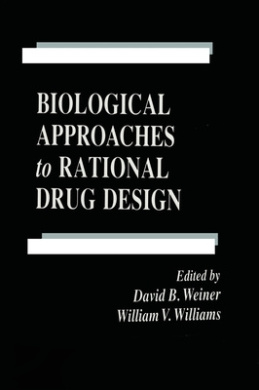 BIOLOGICAL
APPROACHES
to RATIONAL
DRUG DESIGN
Edited by
David B. Weiner
William V. Williams